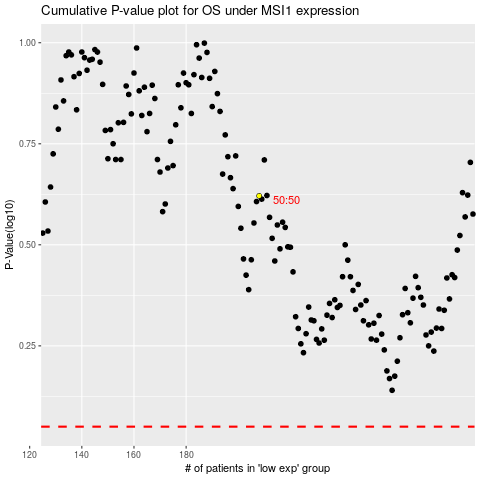 Cumulative P-value plot for OS under MSI1 expression
P-Value(log10)
1.00
0.75
0.50
0.25
50:50
120 140 160 180
# of patients in 'low exp' group